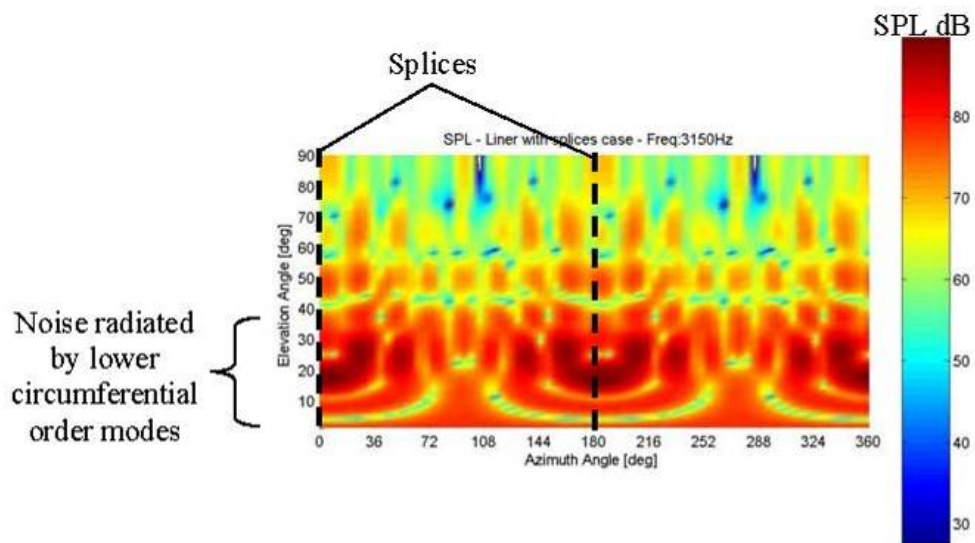 SPL dB
Splices
SPL - Liner with splices case - Freq:3150Hz
90
80
70
60
50
40
30
20
10
Elevation Angle [deg]
Noise radiated
by lower
circumferential
order modes
0 36 72 108 144 180 216 252 288 324 360
Azimuth Angle [deg]
80
70
60
50
40
30